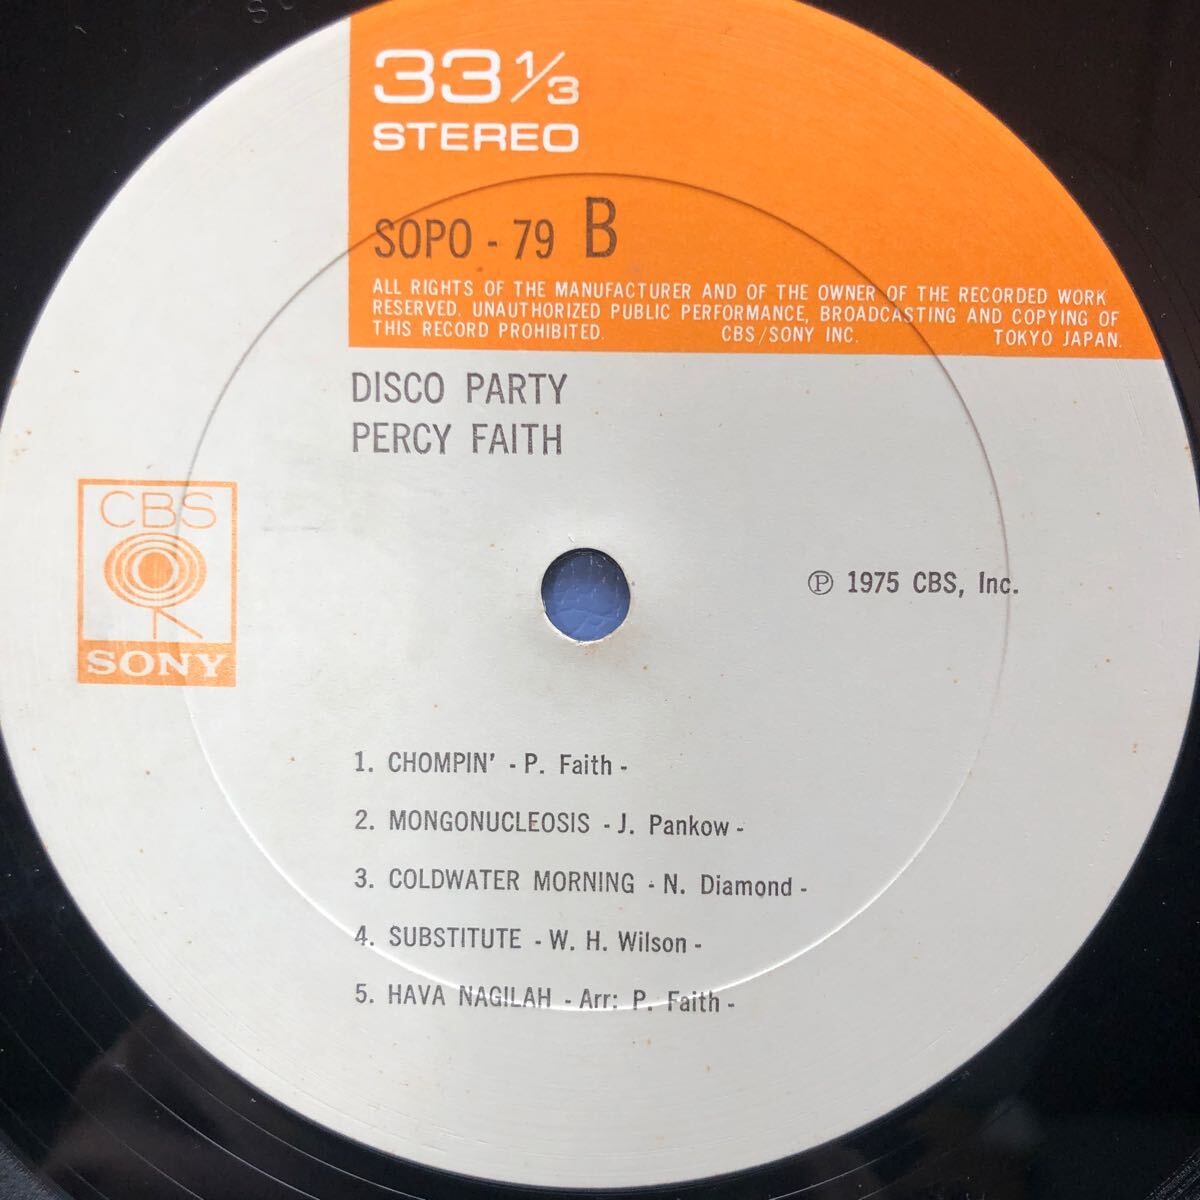 33 1/3
STEREO
SOPO - 79 B
ALL RIGHTS OF THE MANUFACTURER AND OF THE OWNER OF THE RECORDED WORK
RESERVED. UNAUTHORIZED PUBLIC PERFORMANCE, BROADCASTING AND COPYING OF
THIS RECORD PROHIBITED. CBS/SONY INC. TOKYO JAPAN.
DISCO PARTY
PERCY FAITH
CBS
SONY
Ⓟ 1975 CBS, Inc.
1. CHOMPIN' - P. Faith -
2. MONGONUCLEOSIS - J. Pankow -
3. COLDWATER MORNING - N. Diamond -
4. SUBSTITUTE - W. H. Wilson -
5. HAVA NAGILAH - Arr: P. Faith -